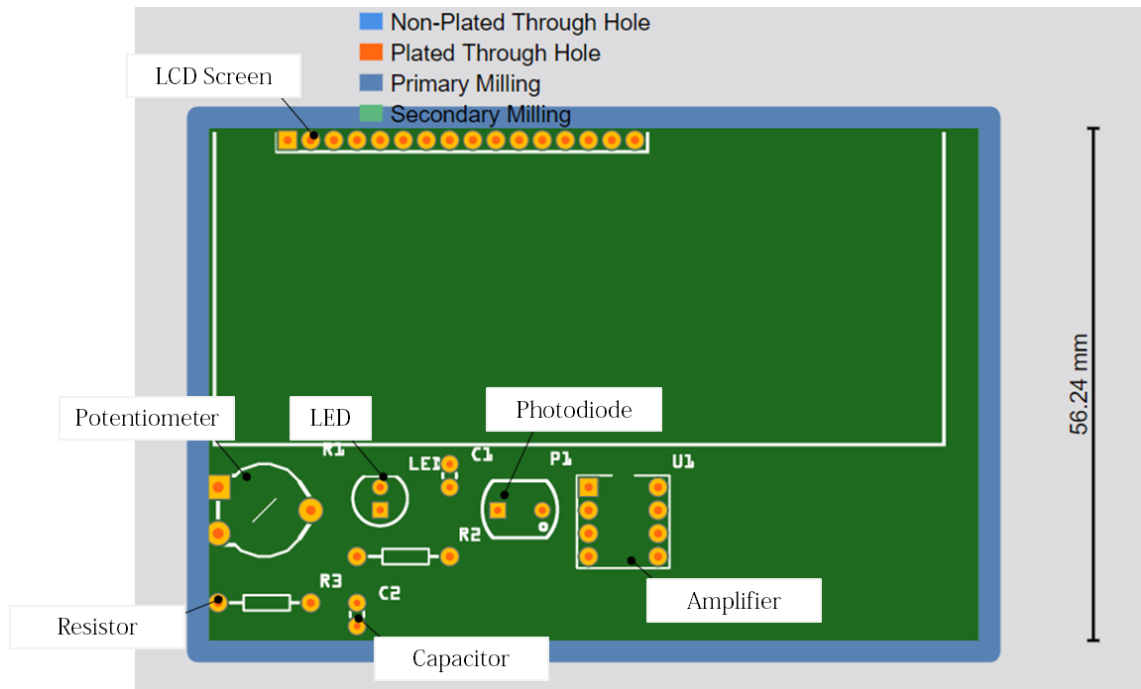 Non-Plated Through Hole
Plated Through Hole
Primary Milling
Secondary Milling
LCD Screen
56.24 mm
Potentiometer
LED
Photodiode
R1
LED
C1
P1
U1
R2
R3
C2
Amplifier
Resistor
Capacitor